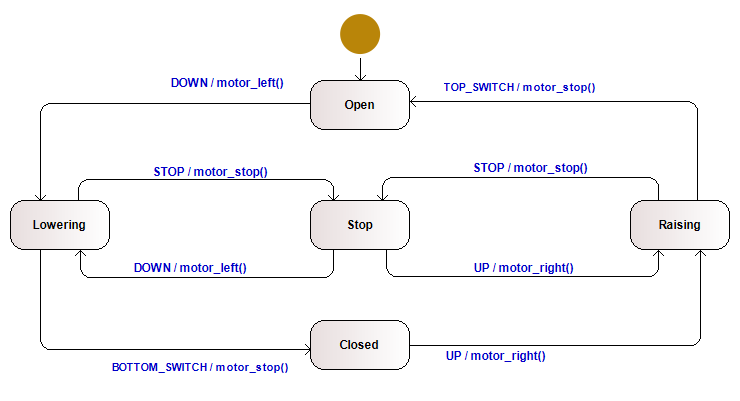 DOWN / motor_left()
TOP_SWITCH / motor_stop()
Open
STOP / motor_stop()
STOP / motor_stop()
Lowering
Stop
Raising
DOWN / motor_left()
UP / motor_right()
Closed
BOTTOM_SWITCH / motor_stop()
UP / motor_right()